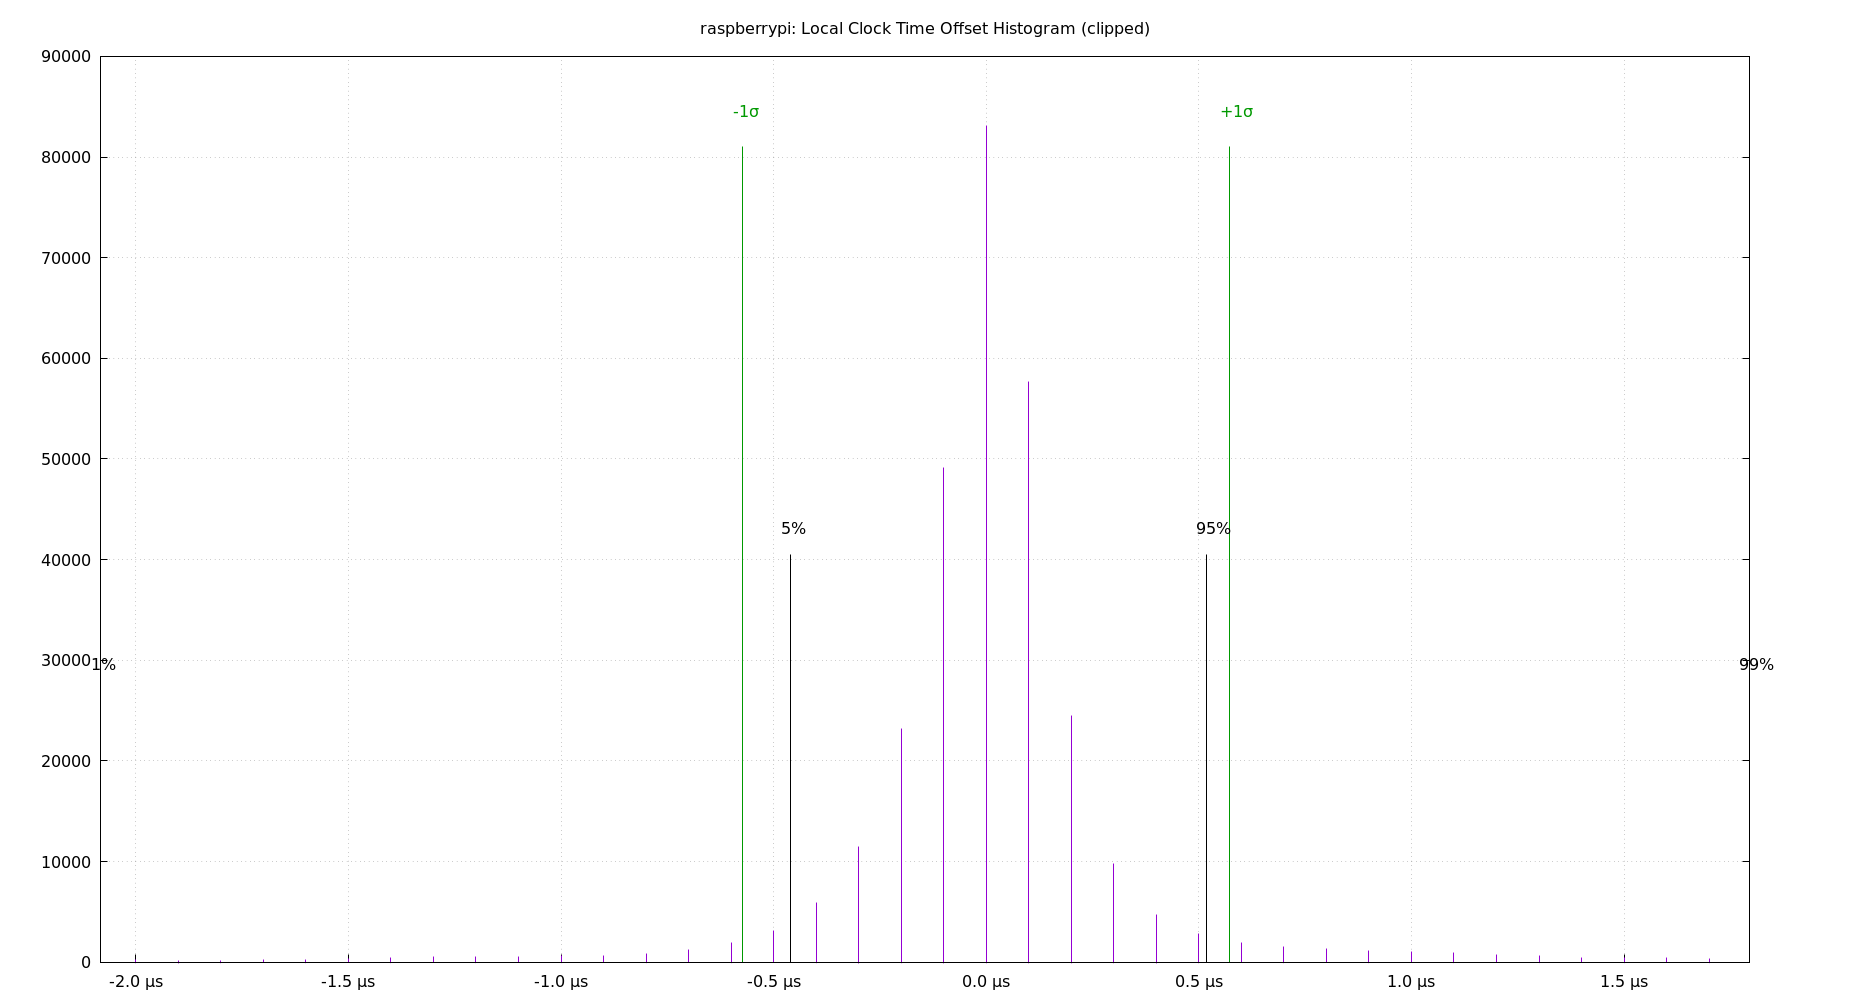 raspberrypi: Local Clock Time Offset Histogram (clipped)
90000
-1σ
+1σ
80000
70000
60000
50000
5%
95%
40000
30000
1%
99%
20000
10000
0
-2.0 µs
-1.5 µs
-1.0 µs
-0.5 µs
0.0 µs
0.5 µs
1.0 µs
1.5 µs